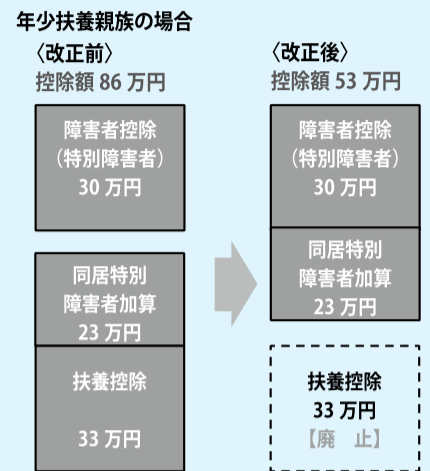 年少扶養親族の場合
〈改正前〉
控除額 86 万円
障害者控除
（特別障害者）
30 万円
同居特別
障害者加算
23 万円
扶養控除
33 万円
〈改正後〉
控除額 53 万円
障害者控除
（特別障害者）
30 万円
同居特別
障害者加算
23 万円
扶養控除
33 万円
【廃　止】